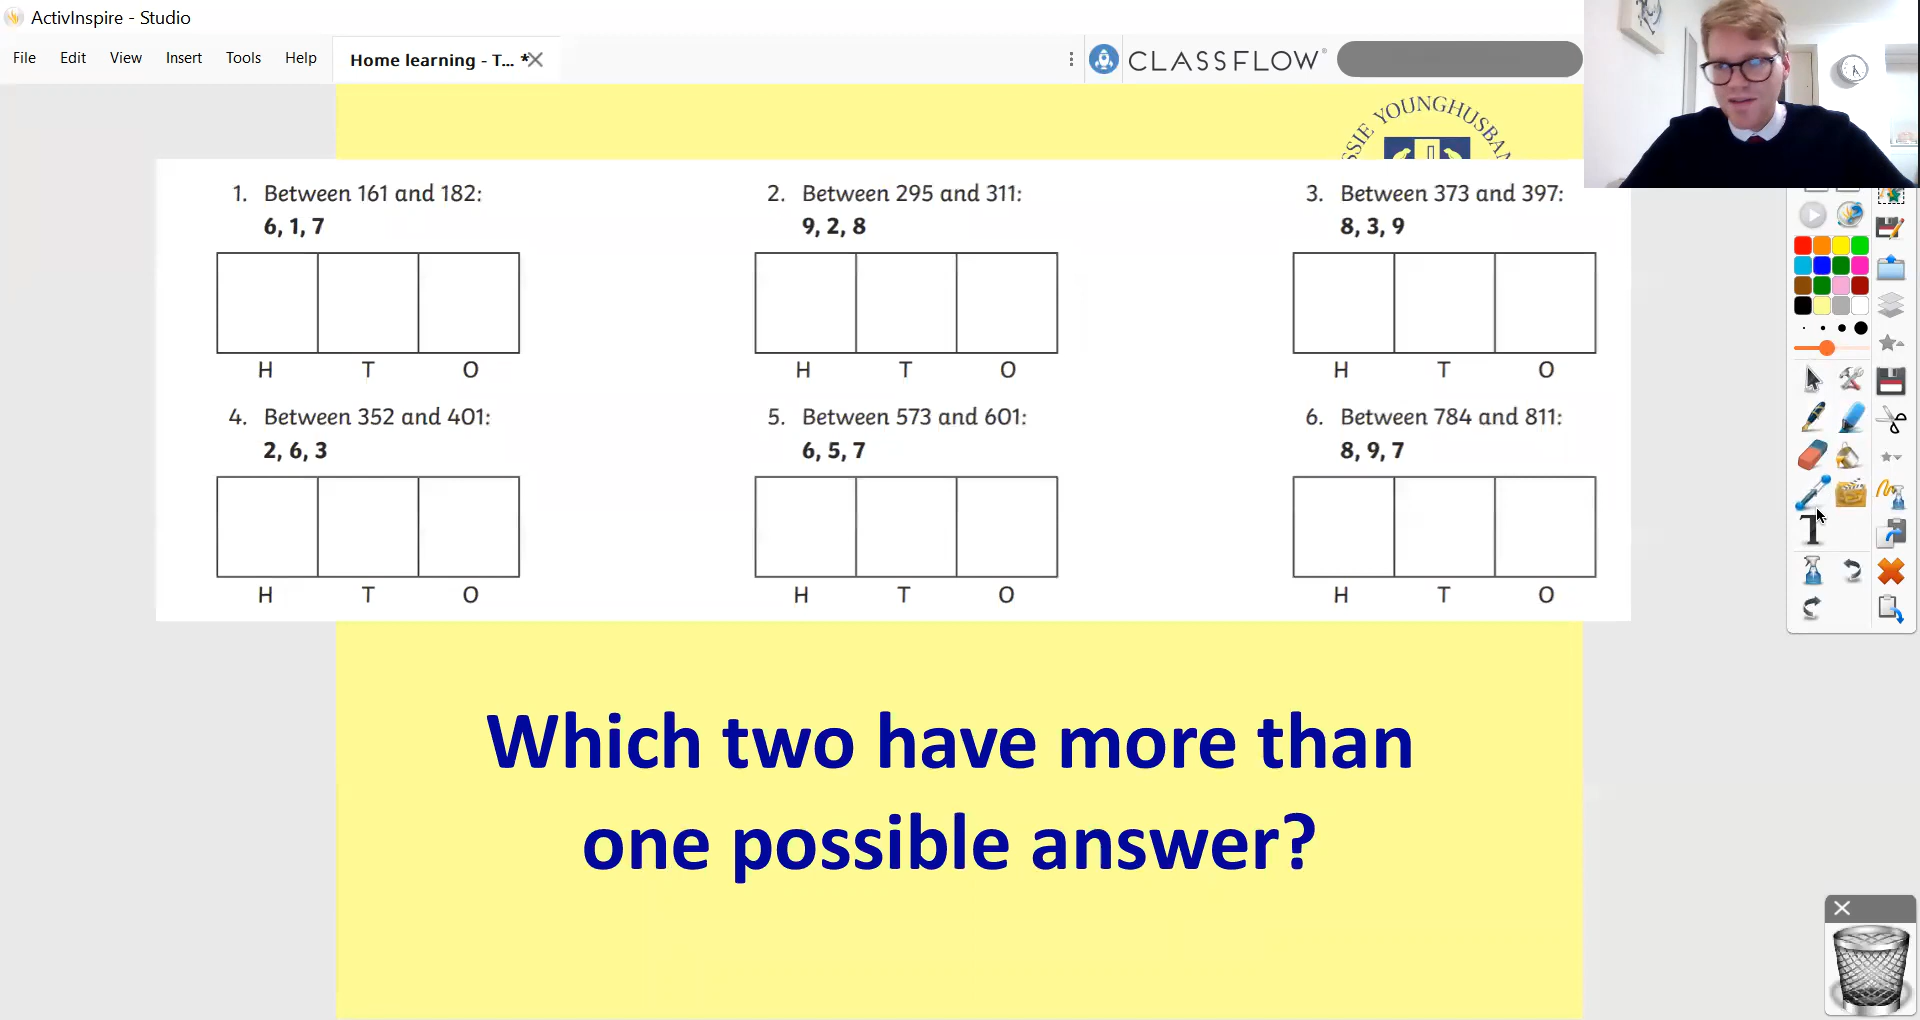 ActivInspire - Studio
File Edit View Insert Tools Help
Home learning - T... *
CLASSFLOW
SSIE YOUNGHUSBAN
1. Between 161 and 182:
6, 1, 7
H T O
2. Between 295 and 311:
9, 2, 8
H T O
3. Between 373 and 397:
8, 3, 9
H T O
4. Between 352 and 401:
2, 6, 3
H T O
5. Between 573 and 601:
6, 5, 7
H T O
6. Between 784 and 811:
8, 9, 7
H T O
Which two have more than
one possible answer?